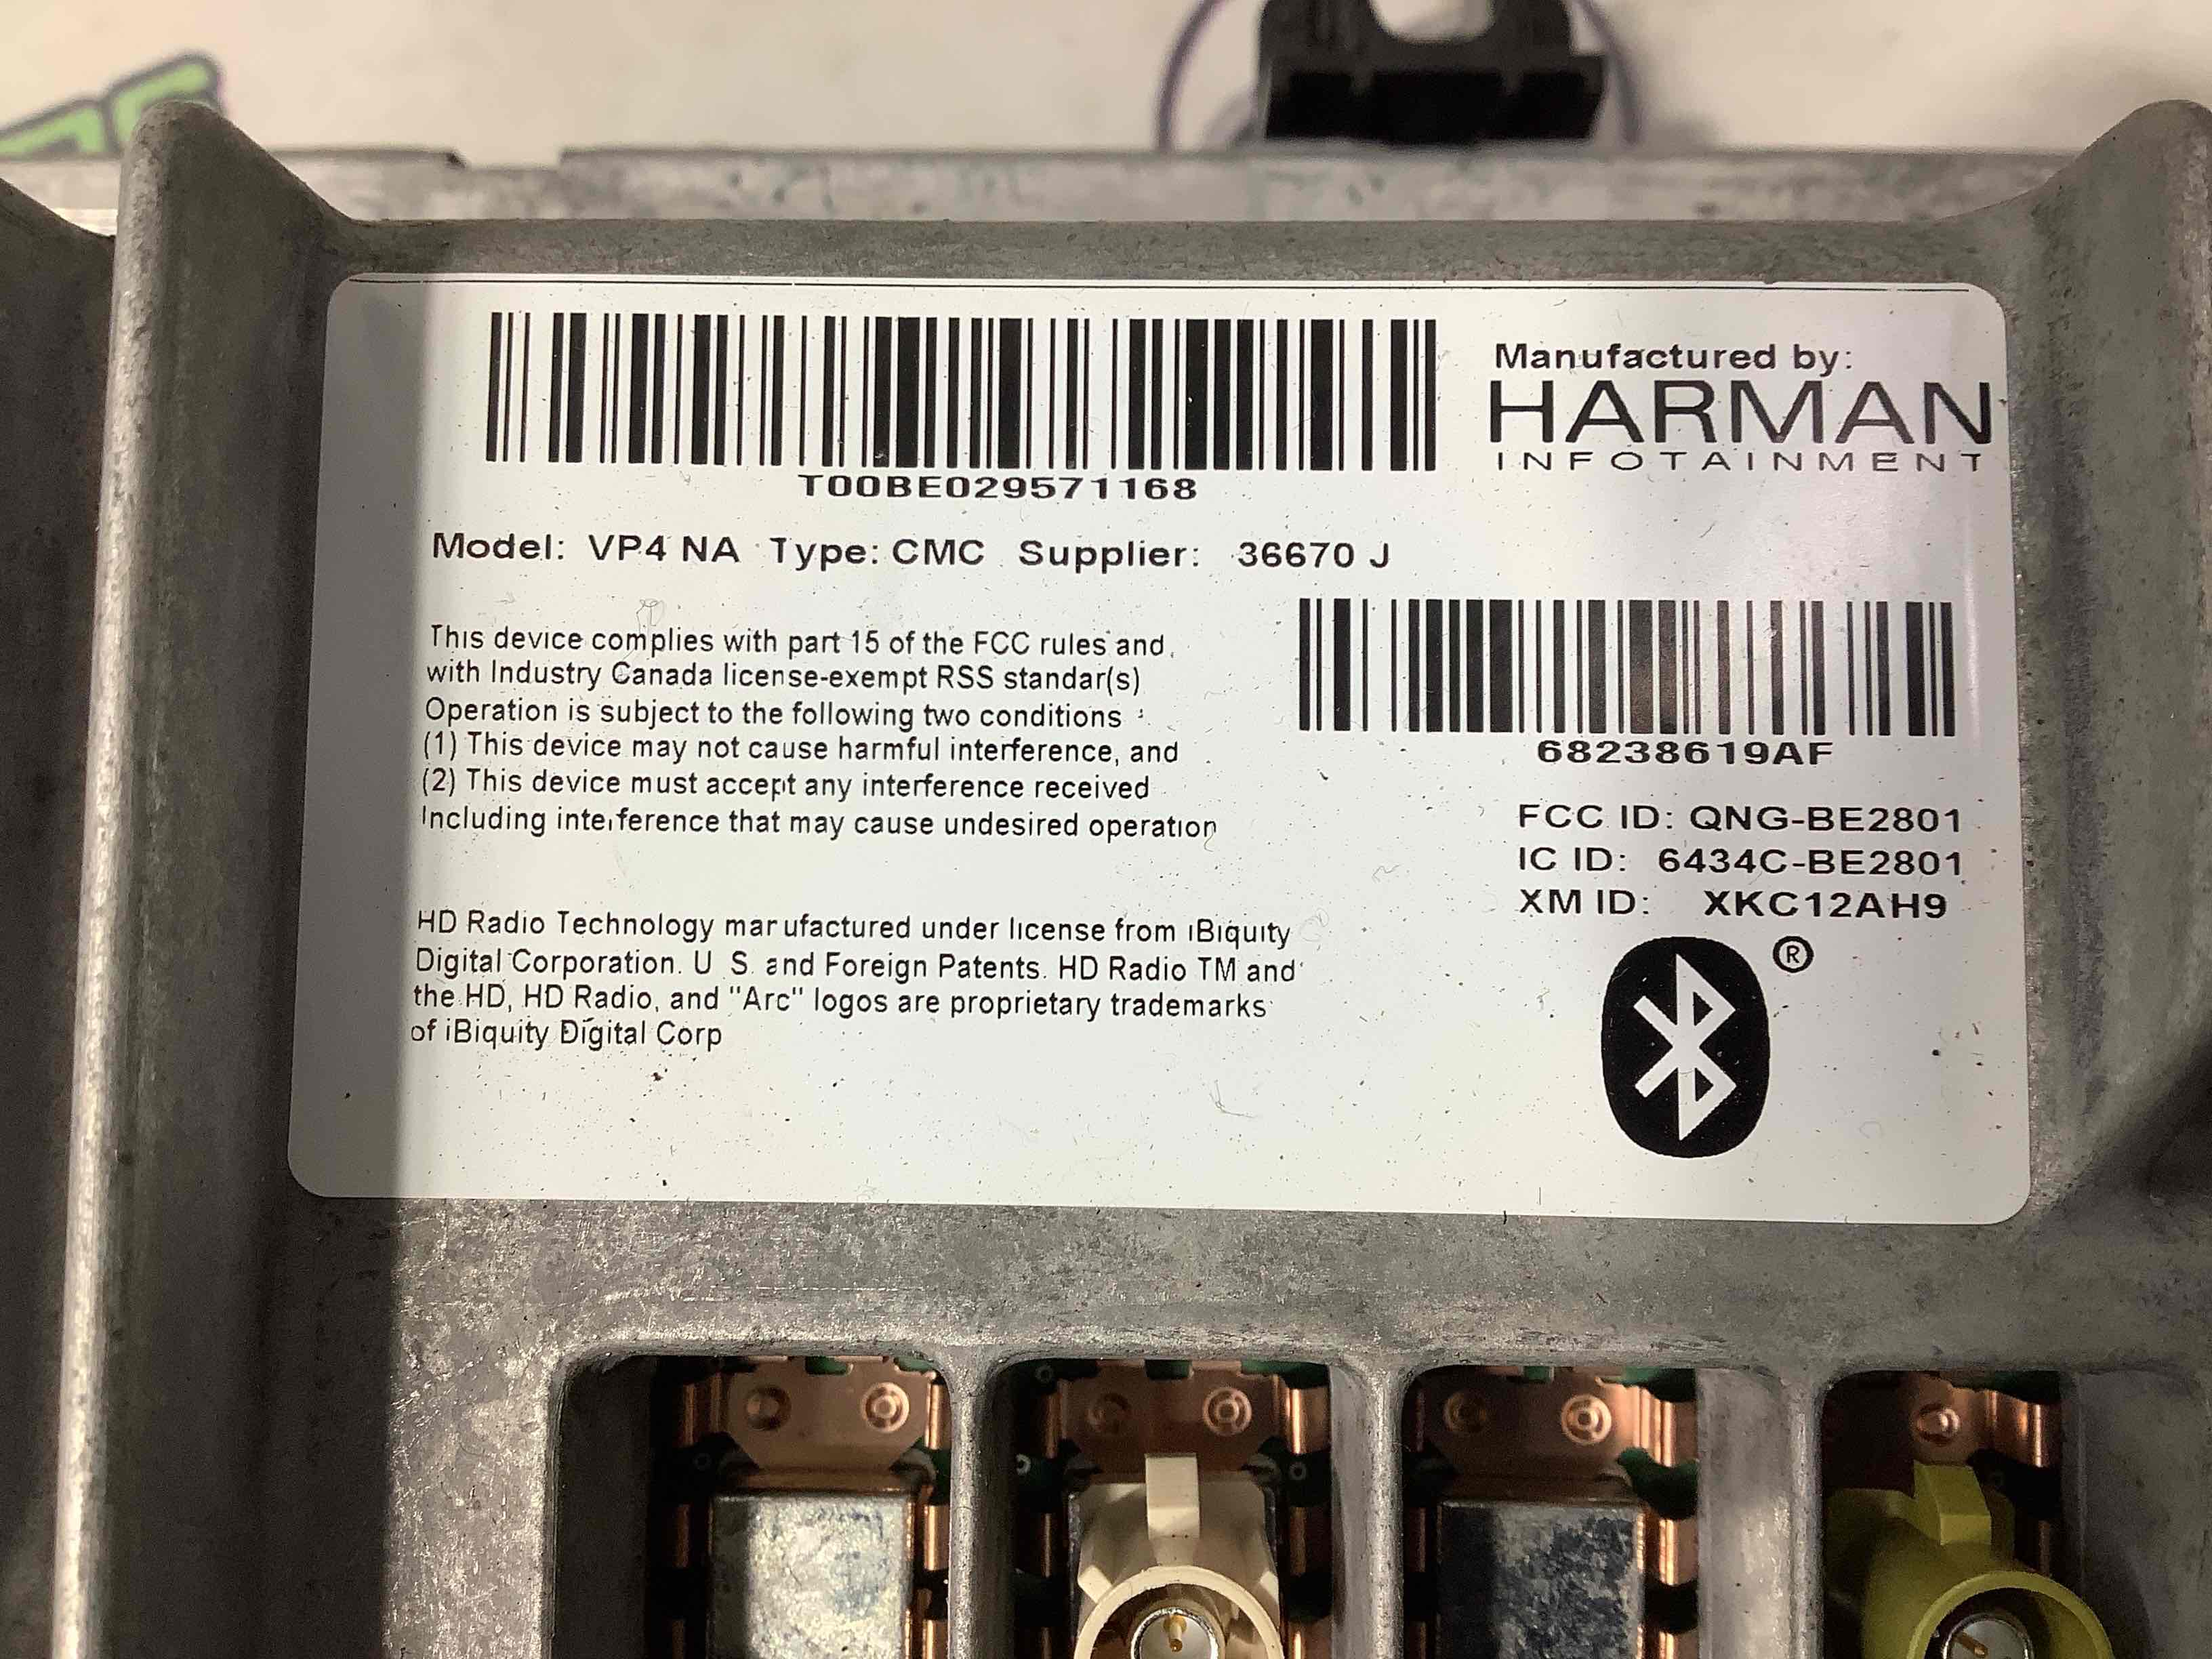 T00BE029571168
Manufactured by:
HARMAN
INFOTAINMENT
Model: VP4 NA Type: CMC Supplier: 36670 J
This device complies with part 15 of the FCC rules and
with Industry Canada license-exempt RSS standar(s)
Operation is subject to the following two conditions :
(1) This device may not cause harmful interference, and
(2) This device must accept any interference received
Including interference that may cause undesired operation
68238619AF
FCC ID: QNG-BE2801
IC ID: 6434C-BE2801
XM ID: XKC12AH9
®
HD Radio Technology manufactured under license from iBiquity
Digital Corporation. U.S. and Foreign Patents. HD Radio TM and
the HD, HD Radio, and "Arc" logos are proprietary trademarks
of iBiquity Digital Corp